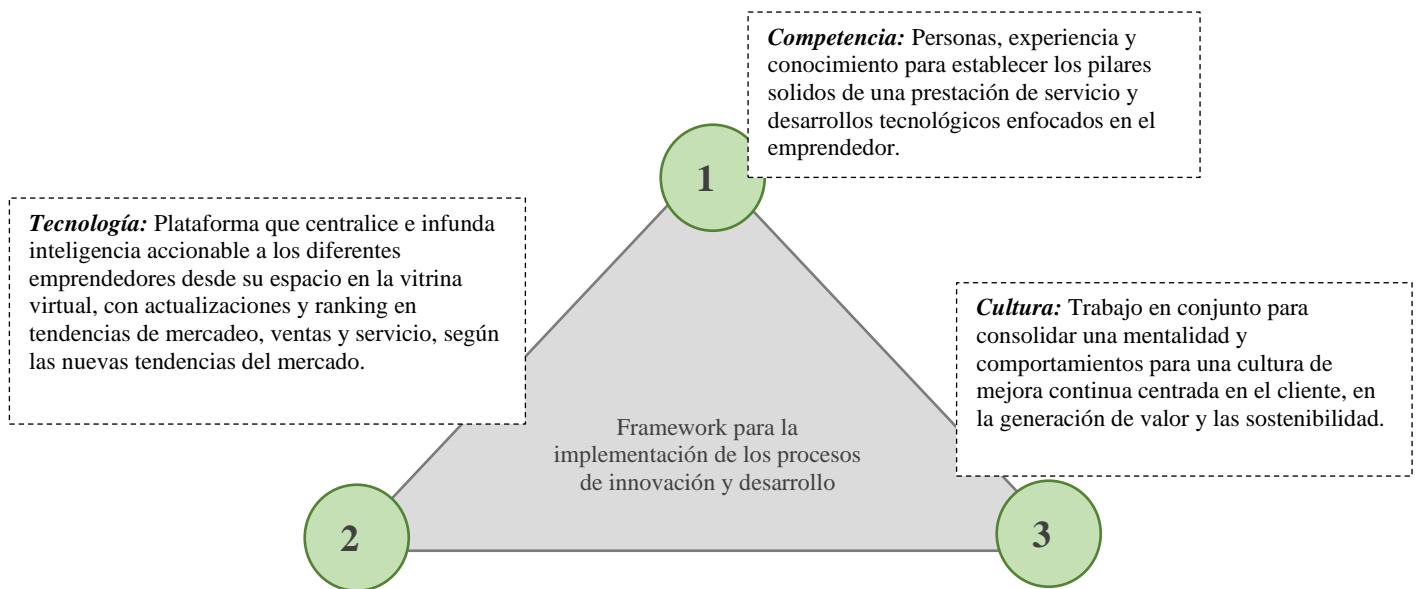 Competencia: Personas, experiencia y
conocimiento para establecer los pilares
solidos de una prestación de servicio y
desarrollos tecnológicos enfocados en el
emprendedor.
1
Tecnología: Plataforma que centralice e infunda
inteligencia accionable a los diferentes
emprendedores desde su espacio en la vitrina
virtual, con actualizaciones y ranking en
tendencias de mercadeo, ventas y servicio, según
las nuevas tendencias del mercado.
Cultura: Trabajo en conjunto para
consolidar una mentalidad y
comportamientos para una cultura de
mejora continua centrada en el cliente, en
la generación de valor y las sostenibilidad.
Framework para la
implementación de los procesos
de innovación y desarrollo
2
3